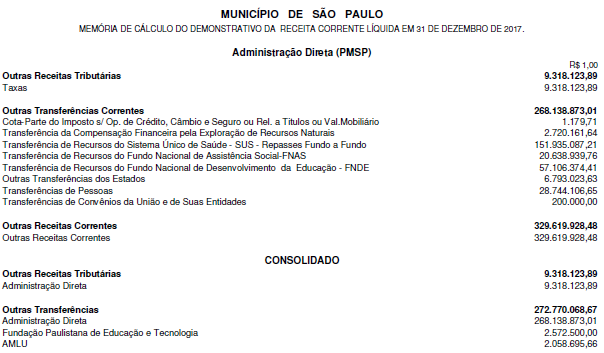 MUNICÍPIO DE SÃO PAULO
MEMÓRIA DE CÁLCULO DO DEMONSTRATIVO DA RECEITA CORRENTE LÍQUIDA EM 31 DE DEZEMBRO DE 2017.
Administração Direta (PMSP)
R$ 1,00
Outras Receitas Tributárias 9.318.123,89
Taxas 9.318.123,89
Outras Transferências Correntes 268.138.873,01
Cota-Parte do Imposto s/ Op. de Crédito, Câmbio e Seguro ou Rel. a Titulos ou Val.Mobiliário 1.179,71
Transferência da Compensação Financeira pela Exploração de Recursos Naturais 2.720.161,64
Transferência de Recursos do Sistema Único de Saúde - SUS - Repasses Fundo a Fundo 151.935.087,21
Transferência de Recursos do Fundo Nacional de Assistência Social-FNAS 20.638.939,76
Transferência de Recursos do Fundo Nacional de Desenvolvimento da Educação - FNDE 57.106.374,41
Outras Transferências dos Estados 6.793.023,63
Transferências de Pessoas 28.744.106,65
Transferências de Convênios da União e de Suas Entidades 200.000,00
Outras Receitas Correntes 329.619.928,48
Outras Receitas Correntes 329.619.928,48
CONSOLIDADO
Outras Receitas Tributárias 9.318.123,89
Administração Direta 9.318.123,89
Outras Transferências 272.770.068,67
Administração Direta 268.138.873,01
Fundação Paulistana de Educação e Tecnologia 2.572.500,00
AMLU 2.058.695,66